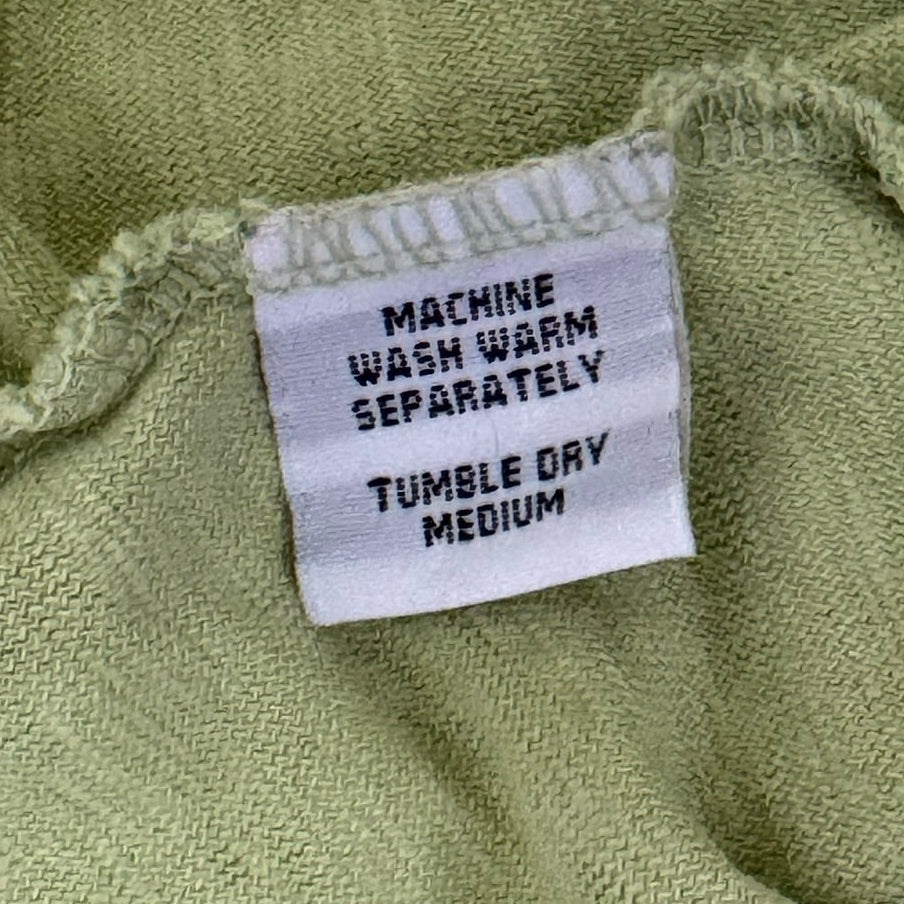 MACHINE
WASH WARM
SEPARATELY
TUMBLE DRY
MEDIUM